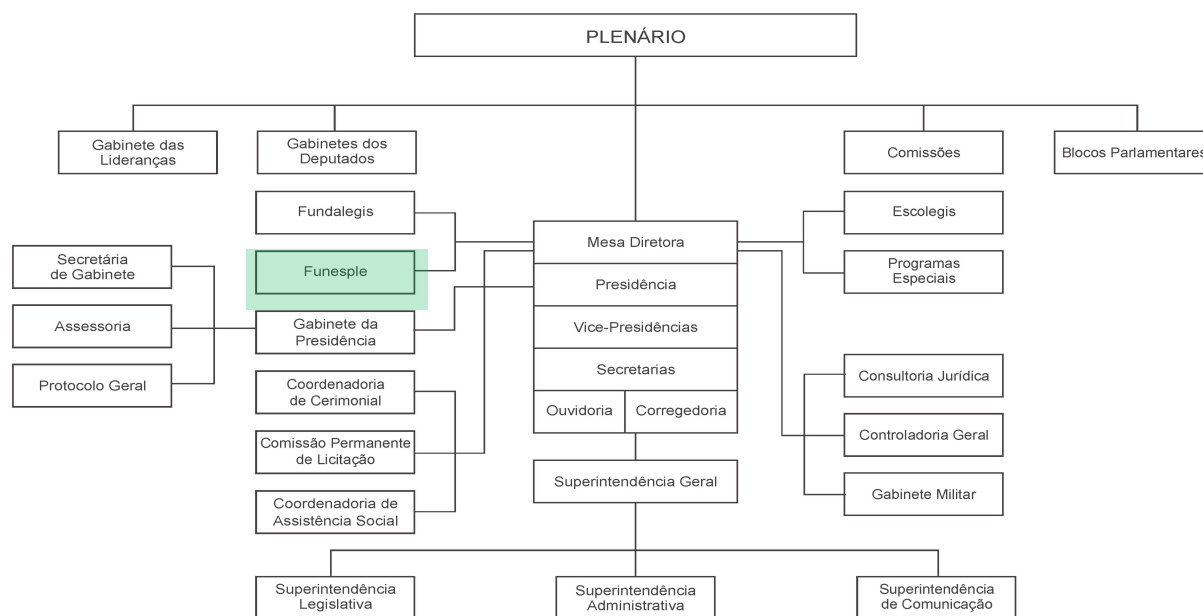 PLENÁRIO
Gabinete das
Lideranças
Gabinetes dos
Deputados
Comissões
Blocos Parlamentares
Fundalegis
Escolegis
Mesa Diretora
Secretária
de Gabinete
Funesple
Programas
Especiais
Presidência
Assessoria
Gabinete da
Presidência
Vice-Presidências
Secretarias
Protocolo Geral
Coordenadoria
de Cerimonial
Consultoria Jurídica
Ouvidoria
Corregedoria
Comissão Permanente
de Licitação
Controladoria Geral
Superintendência Geral
Coordenadoria de
Assistência Social
Gabinete Militar
Superintendência
Legislativa
Superintendência
Administrativa
Superintendência
de Comunicação